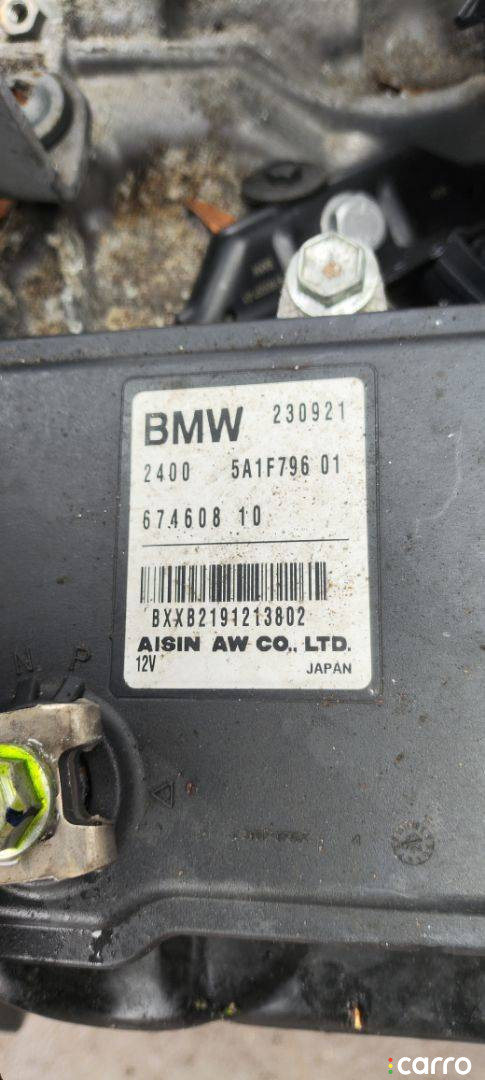 BMW 230921
2400 5A1F796 01
674608 10
BXXB2191213802
AISIN AW CO., LTD.
12V JAPAN
N P
carro